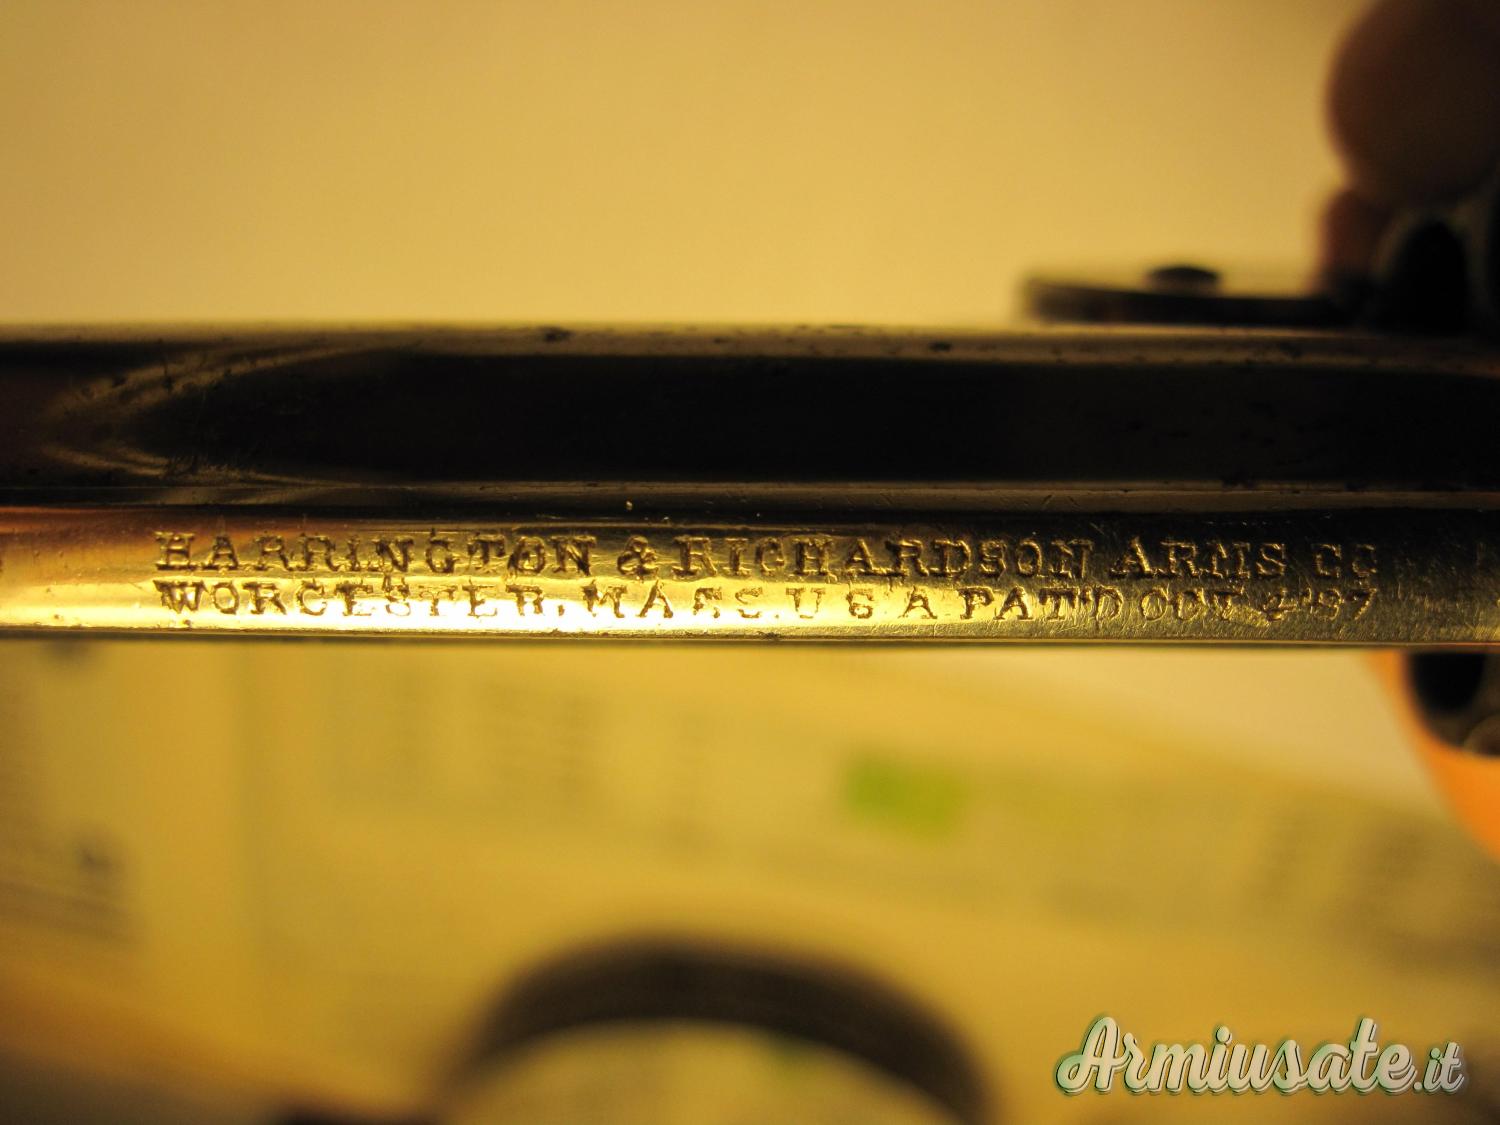 HARRINGTON & RICHARDSON ARMS CO
WORCESTER, MASS. U S A PAT'D OCT. 4"'87
Armiusate.it